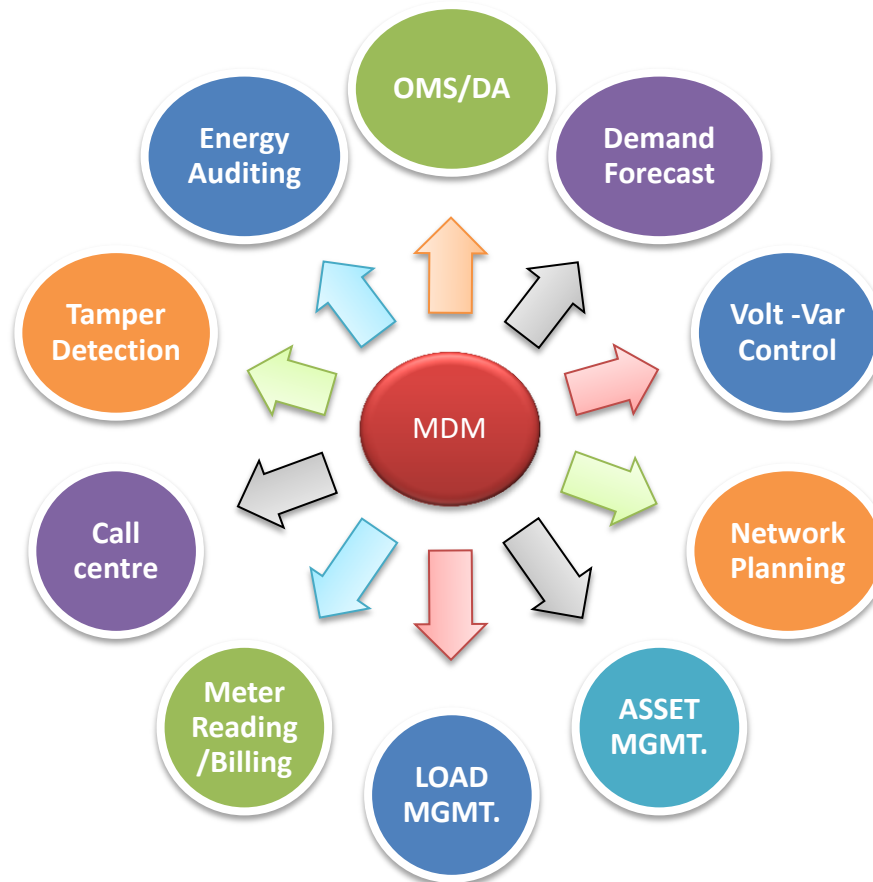 OMS/DA
Energy
Auditing
Demand
Forecast
Tamper
Detection
Volt -Var
Control
MDM
Call
centre
Network
Planning
Meter
Reading
/Billing
ASSET
MGMT.
LOAD
MGMT.